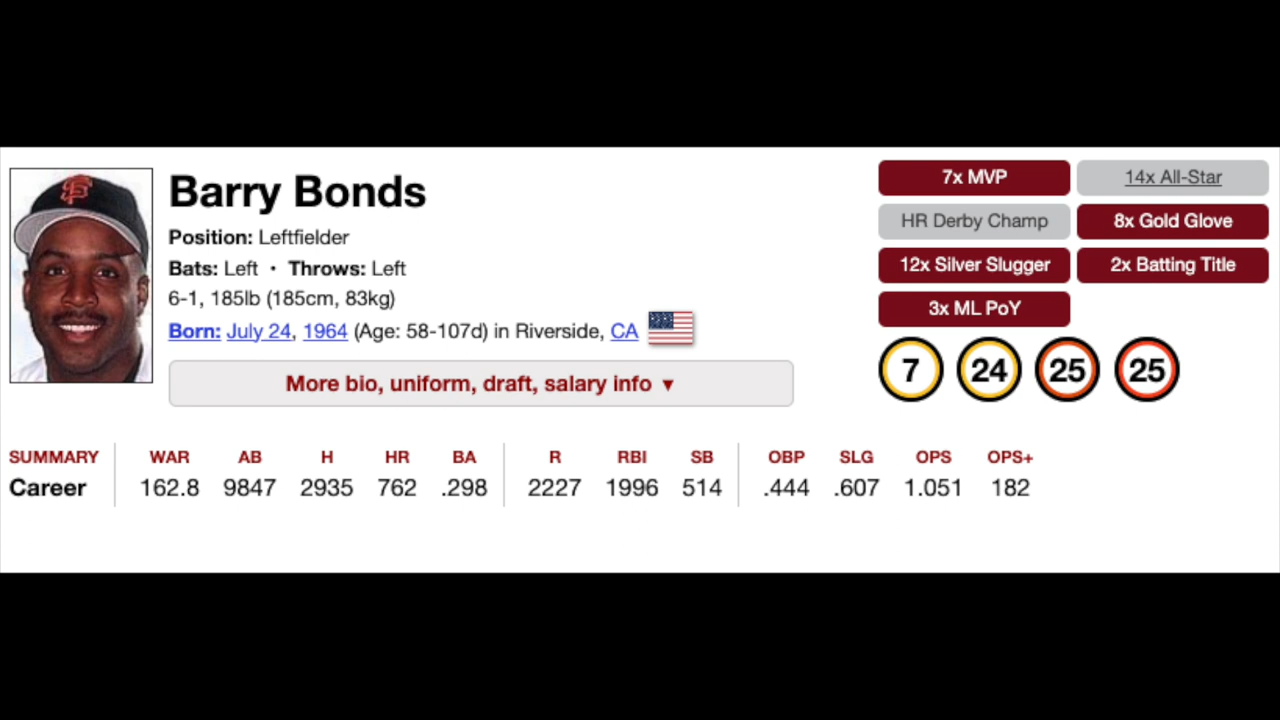 Barry Bonds
Position: Leftfielder
Bats: Left • Throws: Left
6-1, 185lb (185cm, 83kg)
Born: July 24, 1964 (Age: 58-107d) in Riverside, CA
More bio, uniform, draft, salary info ▼
7x MVP 14x All-Star
HR Derby Champ 8x Gold Glove
12x Silver Slugger 2x Batting Title
3x ML PoY
7 24 25 25
SUMMARY WAR AB H HR BA R RBI SB OBP SLG OPS OPS+
Career 162.8 9847 2935 762 .298 2227 1996 514 .444 .607 1.051 182